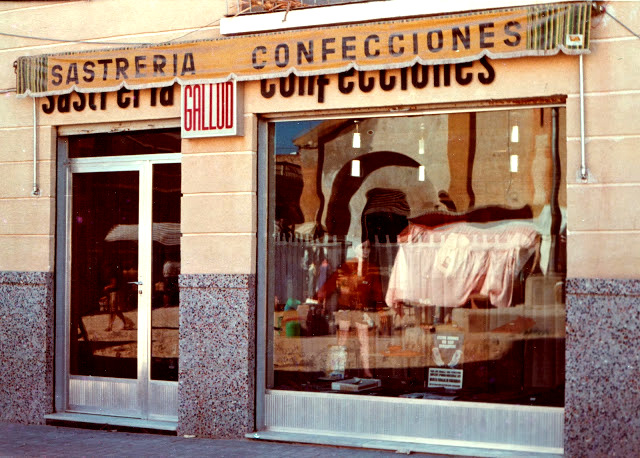 SASTRERIA CONFECCIONES
sastreria confecciones
GALLUD